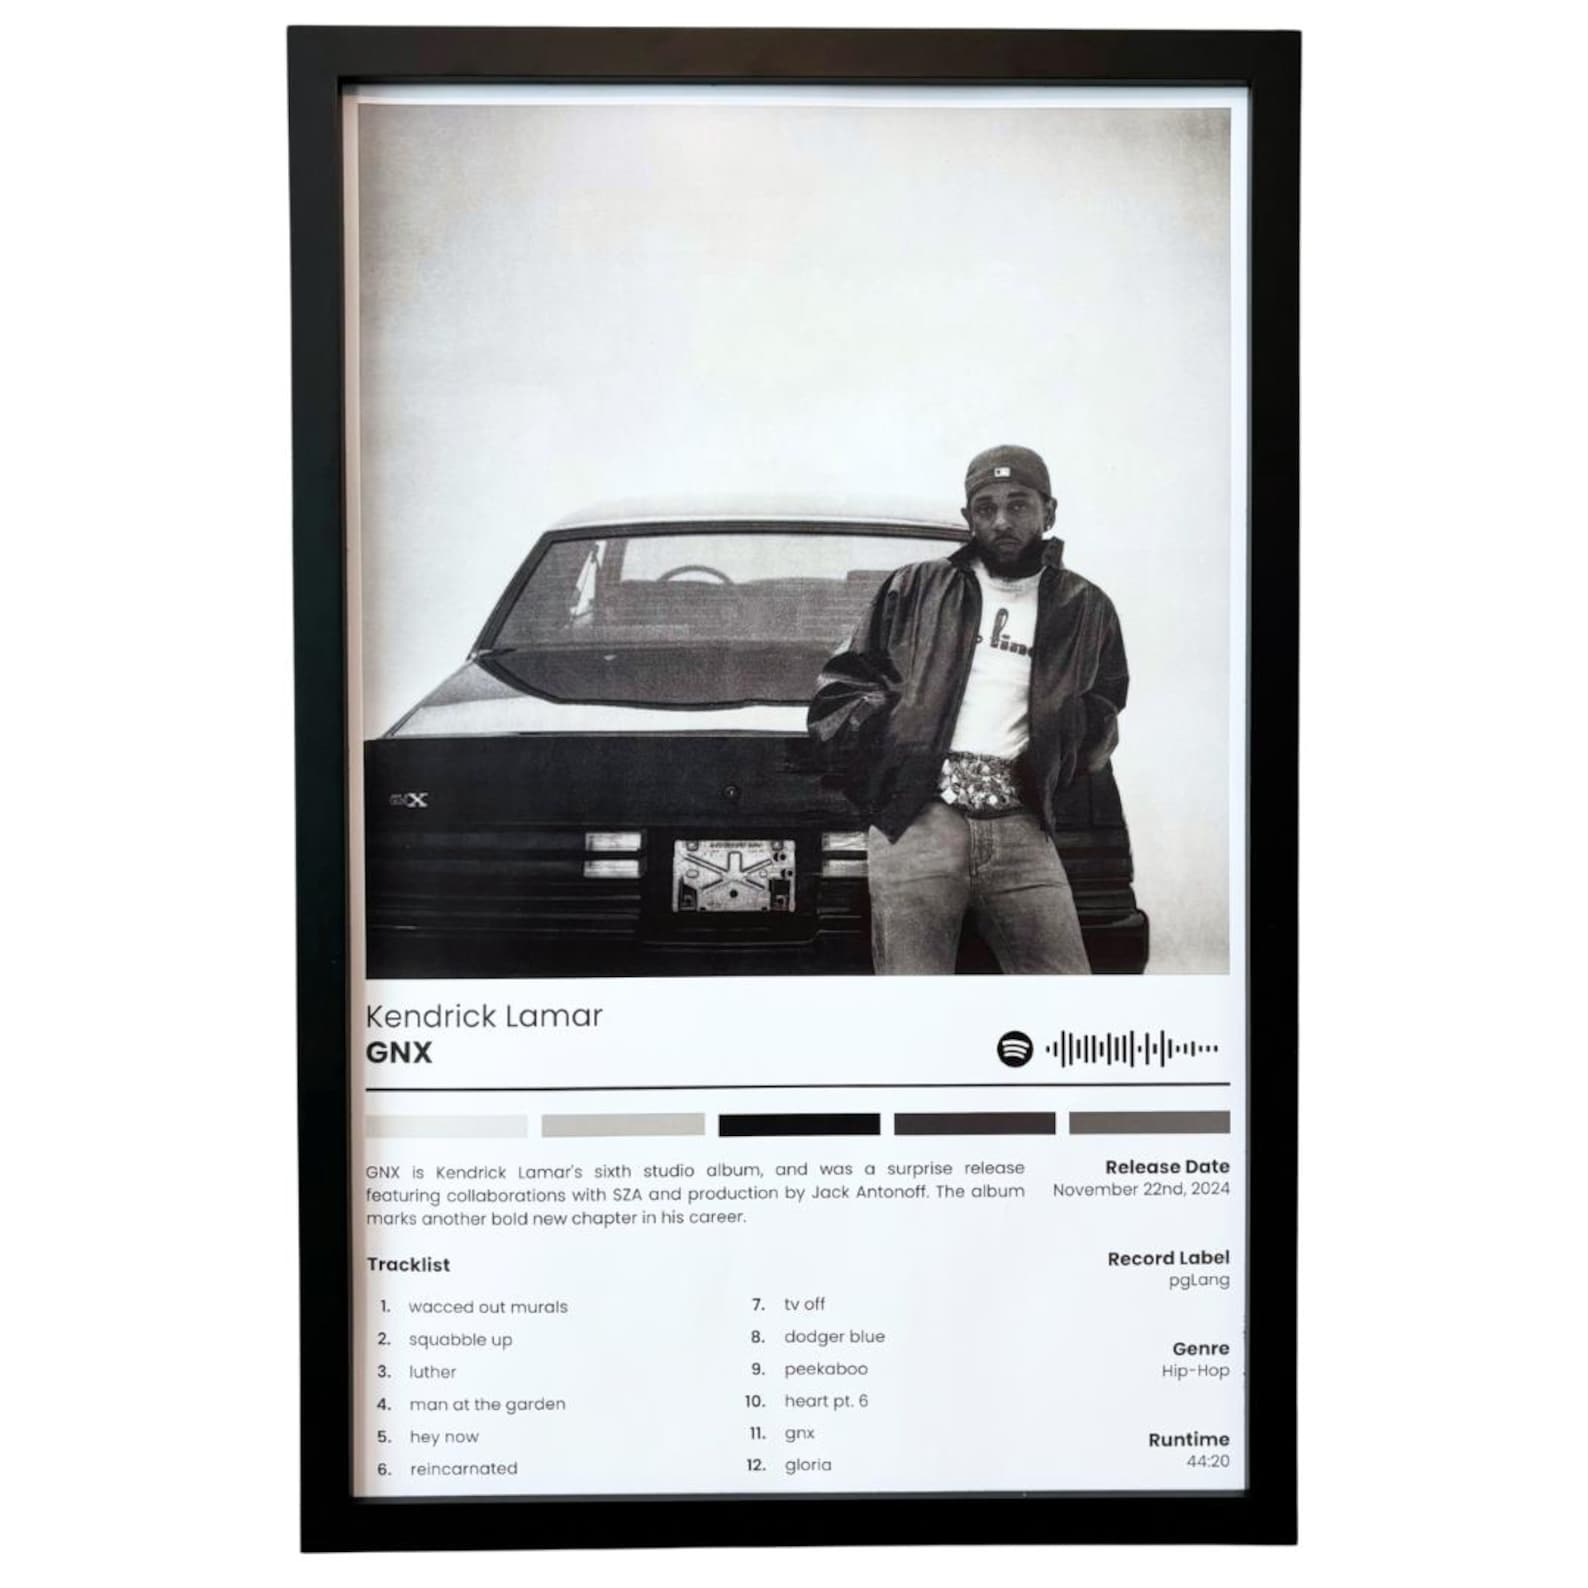 line
GNX
Kendrick Lamar
GNX
GNX is Kendrick Lamar's sixth studio album, and was a surprise release
featuring collaborations with SZA and production by Jack Antonoff. The album
marks another bold new chapter in his career.
Release Date
November 22nd, 2024
Record Label
pgLang
Genre
Hip-Hop
Runtime
44:20
Tracklist
1. wacced out murals
2. squabble up
3. luther
4. man at the garden
5. hey now
6. reincarnated
7. tv off
8. dodger blue
9. peekaboo
10. heart pt. 6
11. gnx
12. gloria